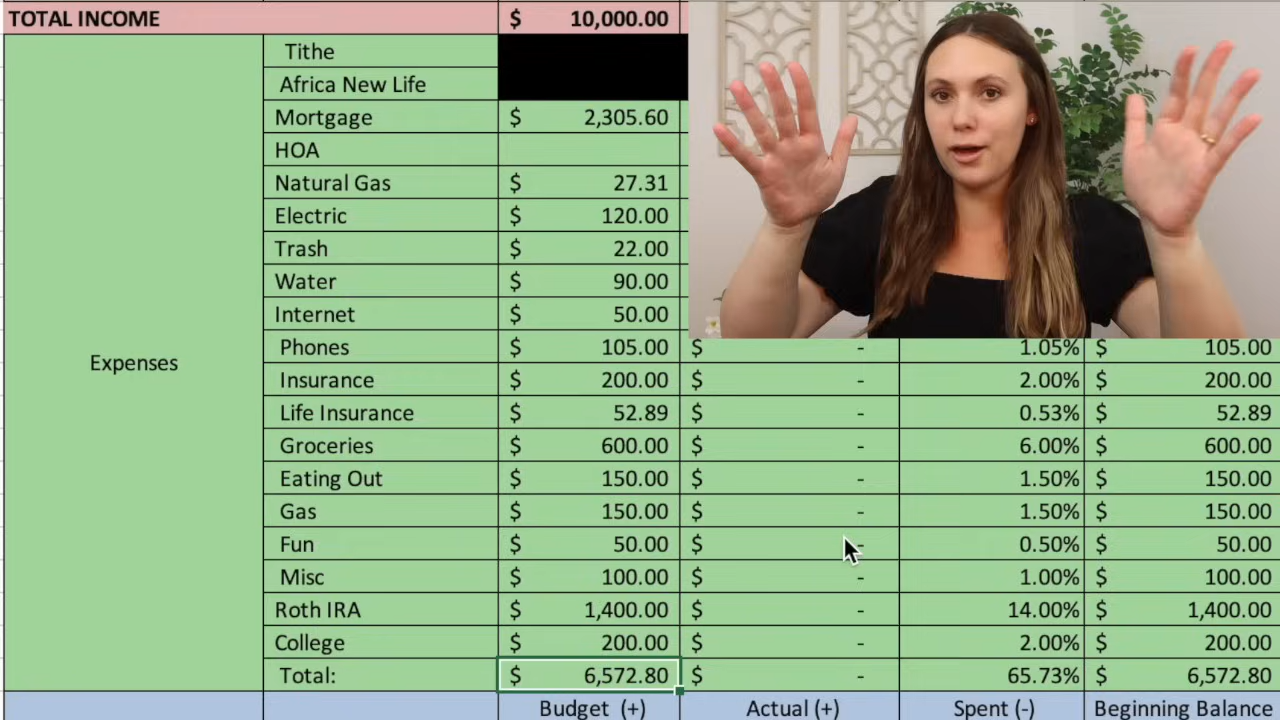 TOTAL INCOME $ 10,000.00
Tithe
Africa New Life
Mortgage $ 2,305.60
HOA
Natural Gas $ 27.31
Electric $ 120.00
Trash $ 22.00
Water $ 90.00
Internet $ 50.00
Expenses
Phones $ 105.00 $ - 1.05% $ 105.00
Insurance $ 200.00 $ - 2.00% $ 200.00
Life Insurance $ 52.89 $ - 0.53% $ 52.89
Groceries $ 600.00 $ - 6.00% $ 600.00
Eating Out $ 150.00 $ - 1.50% $ 150.00
Gas $ 150.00 $ - 1.50% $ 150.00
Fun $ 50.00 $ - 0.50% $ 50.00
Misc $ 100.00 $ - 1.00% $ 100.00
Roth IRA $ 1,400.00 $ - 14.00% $ 1,400.00
College $ 200.00 $ - 2.00% $ 200.00
Total: $ 6,572.80 $ - 65.73% $ 6,572.80
Budget (+) Actual (+) Spent (-) Beginning Balance